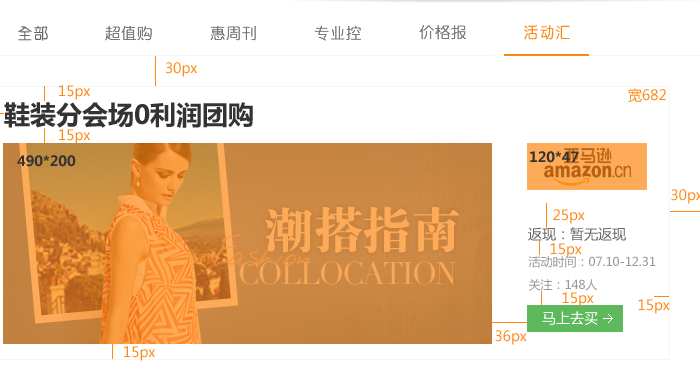 全部 超值购 惠周刊 专业控 价格报 活动汇
30px
15px 宽682
鞋装分会场0利润团购
15px
490*200 120*47 亚马逊
amazon.cn
30px
潮搭指南
25px
Fashion
返现：暂无返现
15px
COLLOCATION
活动时间：07.10-12.31
关注：148人
15px 15px
马上去买→
36px
15px